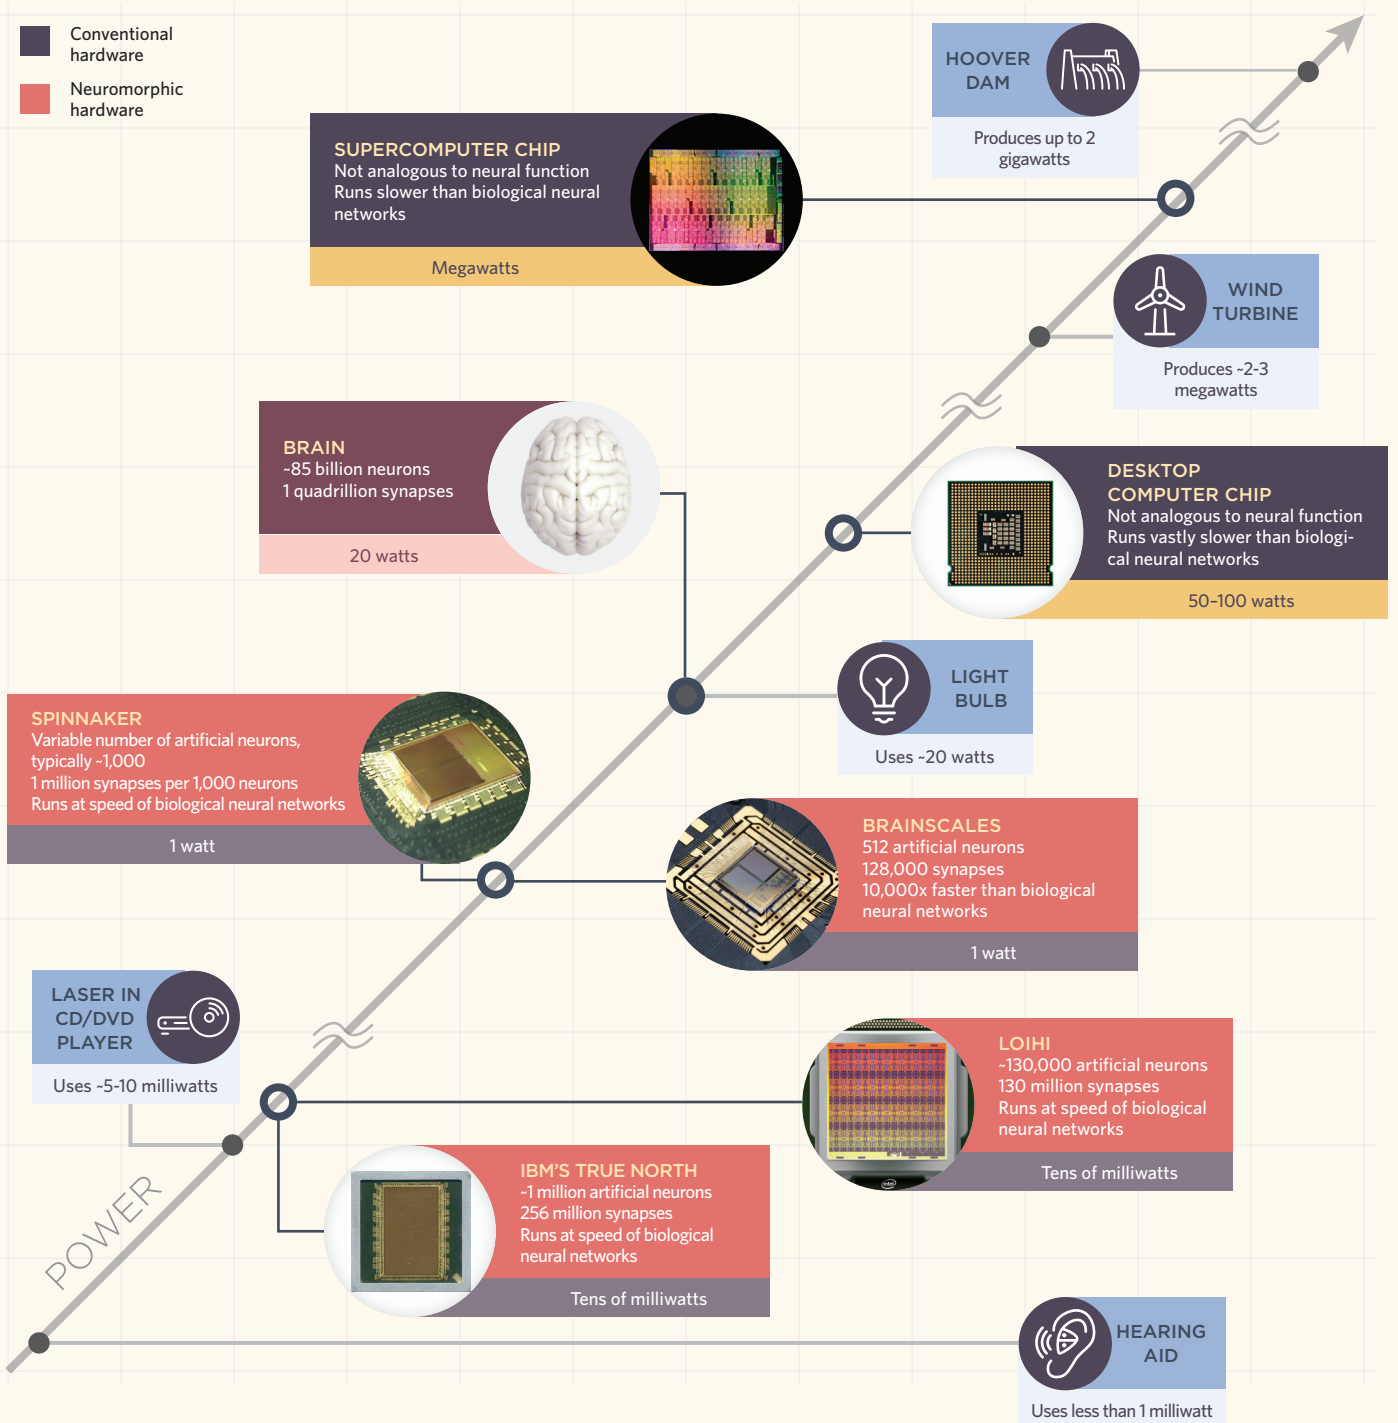 Conventional
hardware
Neuromorphic
hardware
HOOVER
DAM
Produces up to 2
gigawatts
SUPERCOMPUTER CHIP
Not analogous to neural function
Runs slower than biological neural
networks
Megawatts
WIND
TURBINE
Produces ~2-3
megawatts
BRAIN
~85 billion neurons
1 quadrillion synapses
20 watts
DESKTOP
COMPUTER CHIP
Not analogous to neural function
Runs vastly slower than biologi-
cal neural networks
50–100 watts
LIGHT
BULB
Uses ~20 watts
SPINNAKER
Variable number of artificial neurons,
typically ~1,000
1 million synapses per 1,000 neurons
Runs at speed of biological neural networks
1 watt
BRAINSCALES
512 artificial neurons
128,000 synapses
10,000x faster than biological
neural networks
1 watt
LASER IN
CD/DVD
PLAYER
Uses ~5-10 milliwatts
LOIHI
~130,000 artificial neurons
130 million synapses
Runs at speed of biological
neural networks
Tens of milliwatts
intel
IBM'S TRUE NORTH
~1 million artificial neurons
256 million synapses
Runs at speed of biological
neural networks
Tens of milliwatts
POWER
HEARING
AID
Uses less than 1 milliwatt